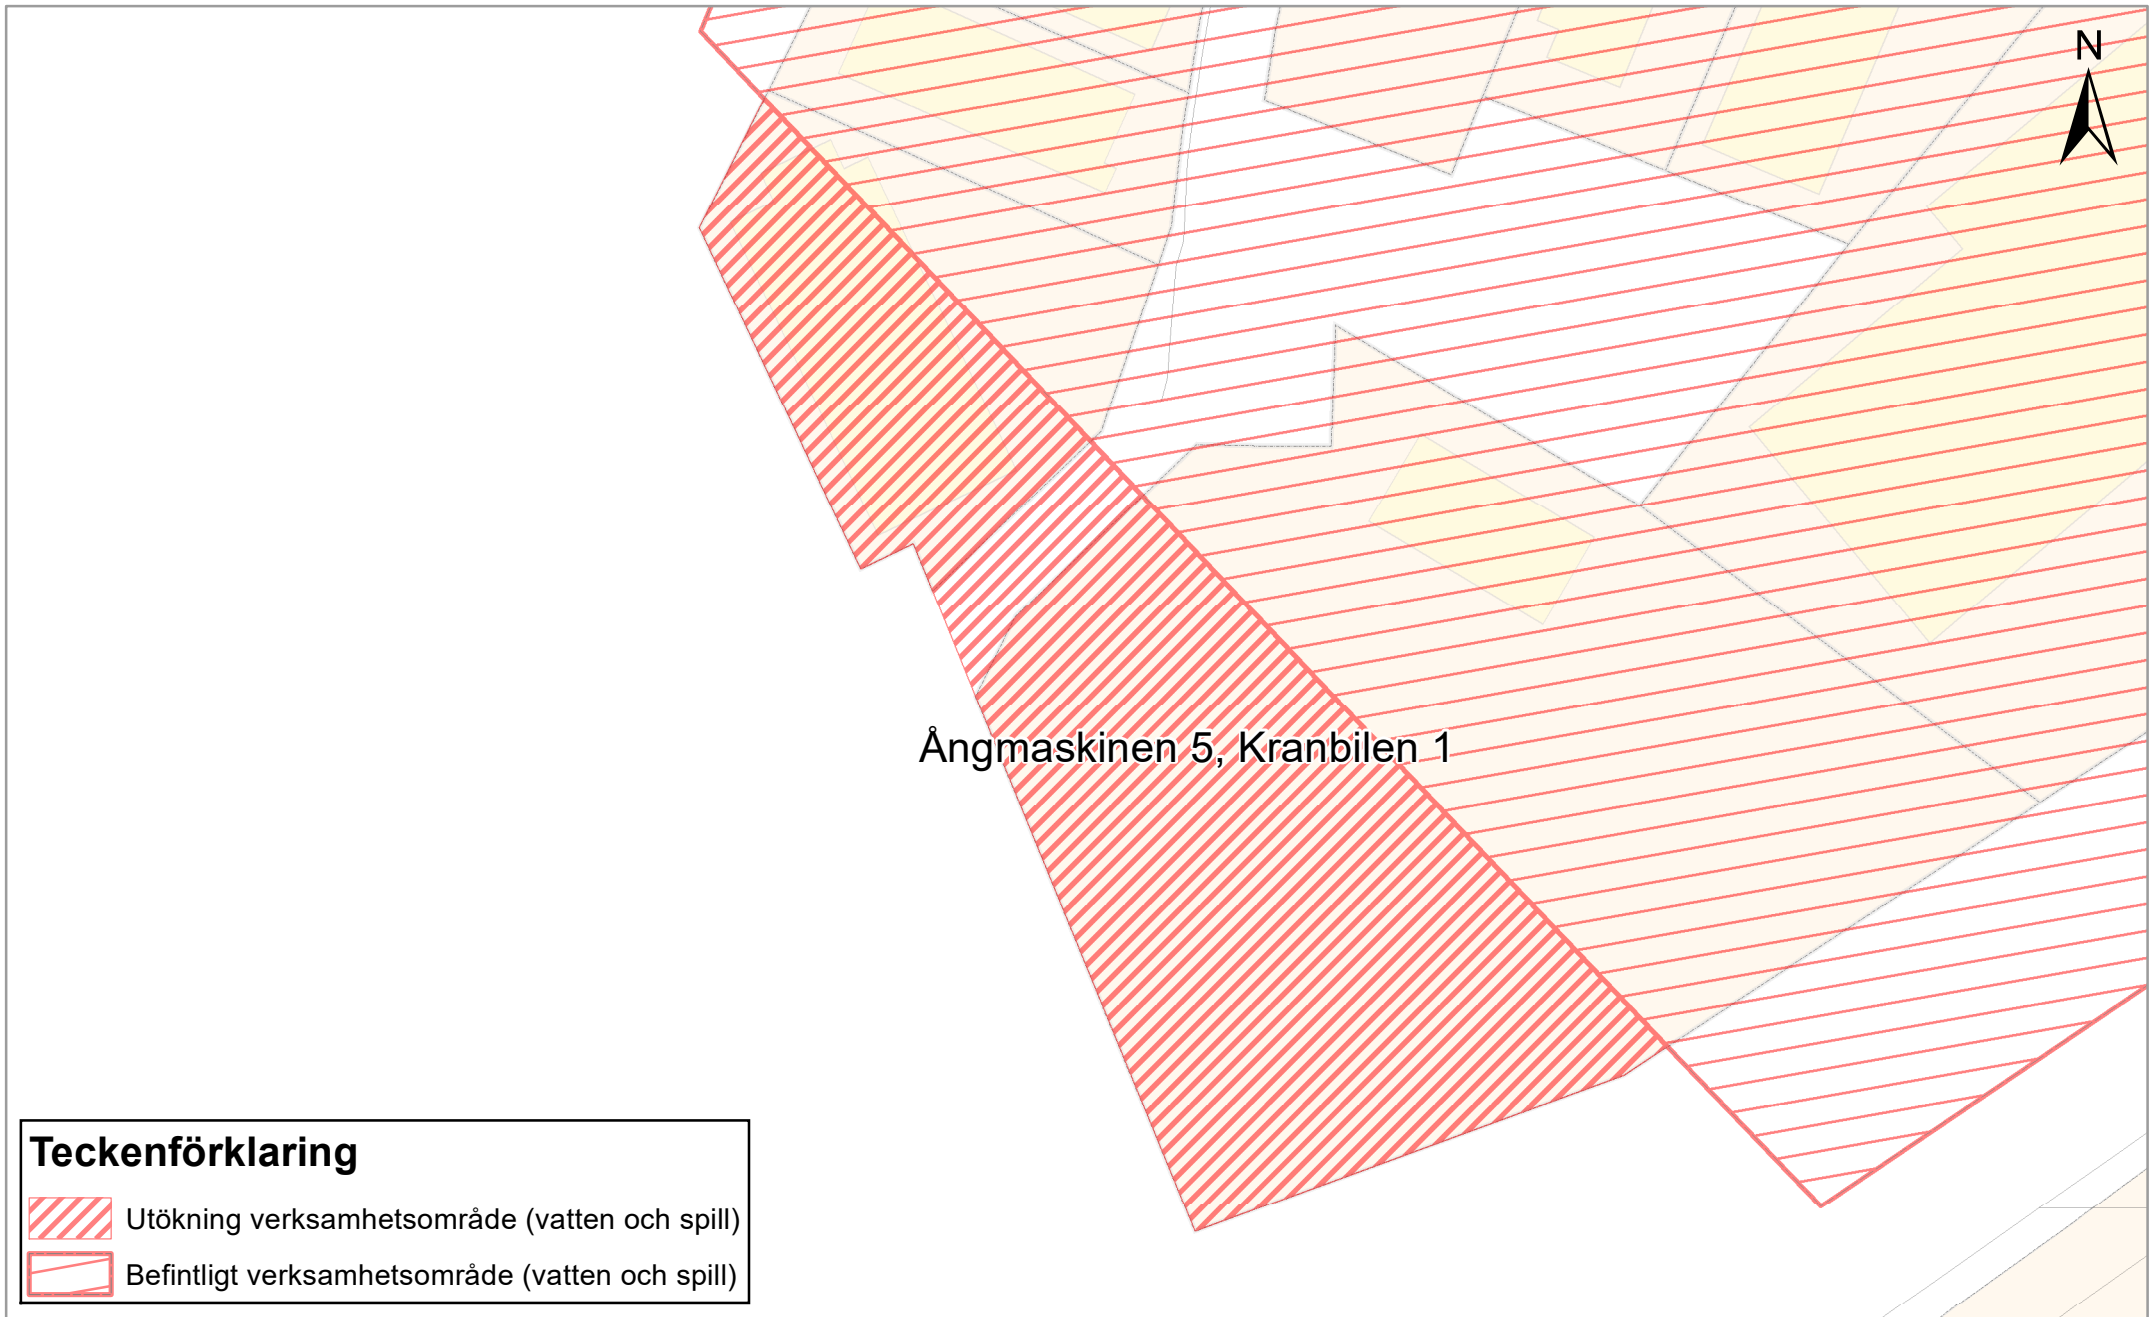 N
Ångmaskinen 5, Kranbilen 1
Teckenförklaring
Utökning verksamhetsområde (vatten och spill)
Befintligt verksamhetsområde (vatten och spill)